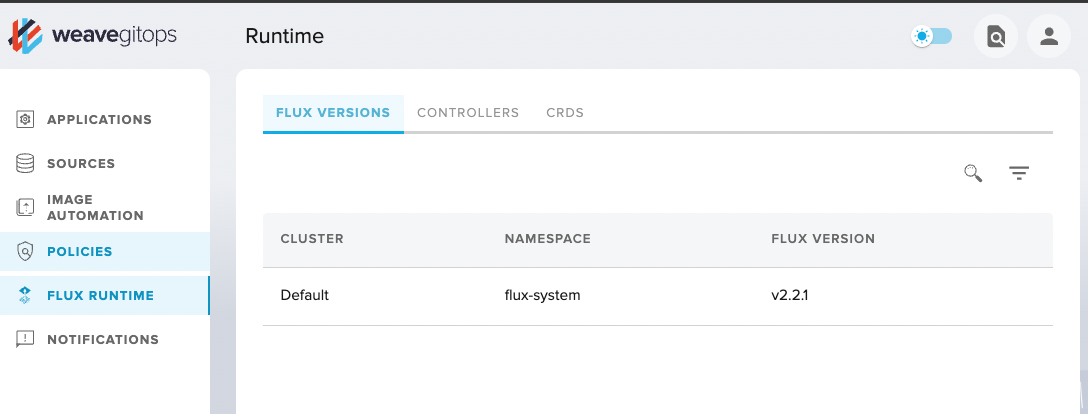 weavegitops
Runtime
APPLICATIONS
SOURCES
IMAGE
AUTOMATION
POLICIES
FLUX RUNTIME
NOTIFICATIONS
FLUX VERSIONS CONTROLLERS CRDS
CLUSTER NAMESPACE FLUX VERSION
Default flux-system v2.2.1